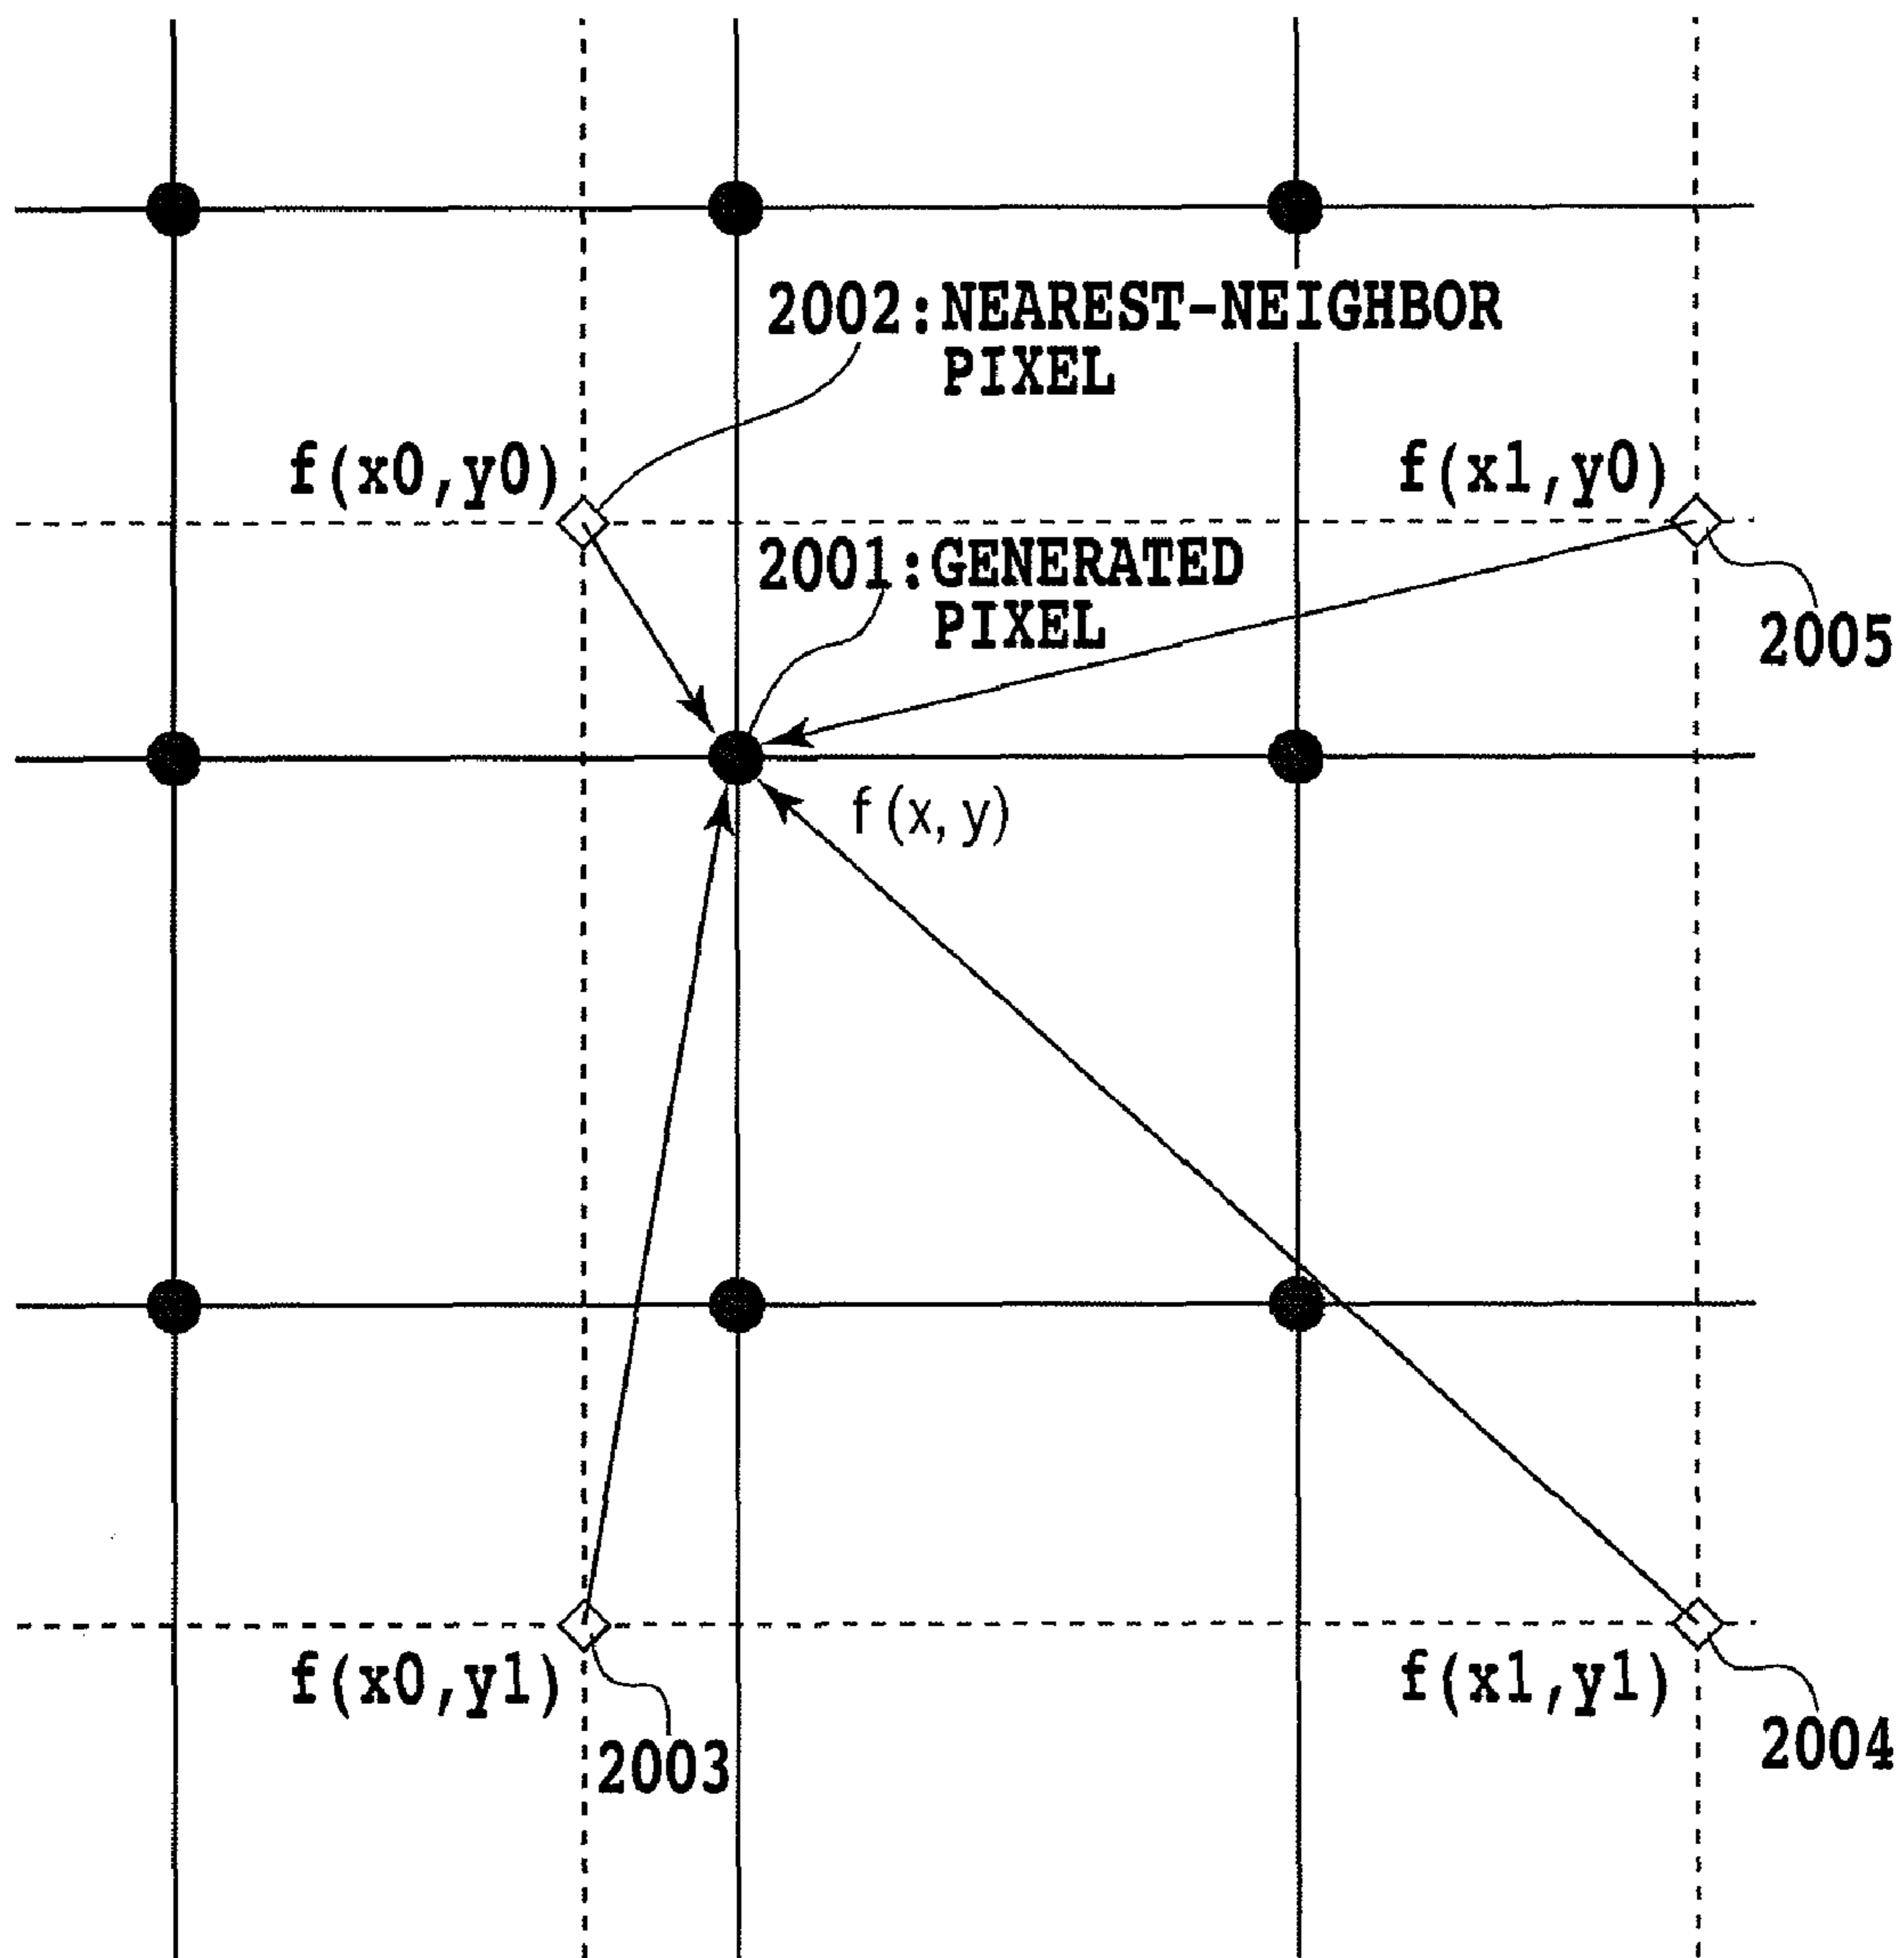 2002:NEAREST-NEIGHBOR
PIXEL
f(x0,y0)
f(x1,y0)
2001:GENERATED
PIXEL
2005
f(x,y)
f(x0,y1)
f(x1,y1)
2003
2004